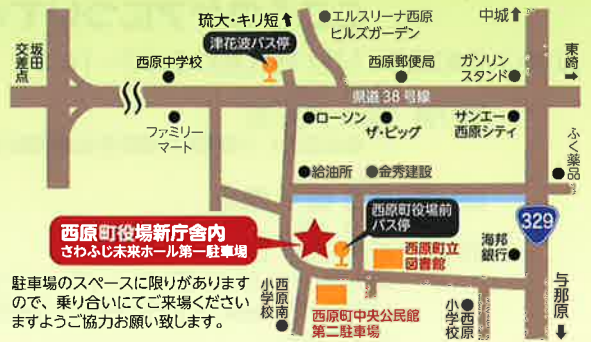 琉大・キリ短⬆
●エルスリーナ西原
ヒルズガーデン
中城⬆
坂田
交差点
津花波バス停
西原中学校
西原郵便局
ガソリン
スタンド
東崎
➡
県道38号線
ファミリー
マート
ローソン
ザ・ビッグ
サンエー
西原シティ
ふく薬品
給油所
金秀建設
西原町役場前
バス停
329
西原町役場新庁舎内
さわふじ未来ホール第一駐車場
西原町立
図書館
海邦
銀行
駐車場のスペースに限りがあります
ので、乗り合いにてご来場ください
ますようご協力お願い致します。
西原南
小学校
西原町中央公民館
第二駐車場
西原
小学校
与那原
⬇